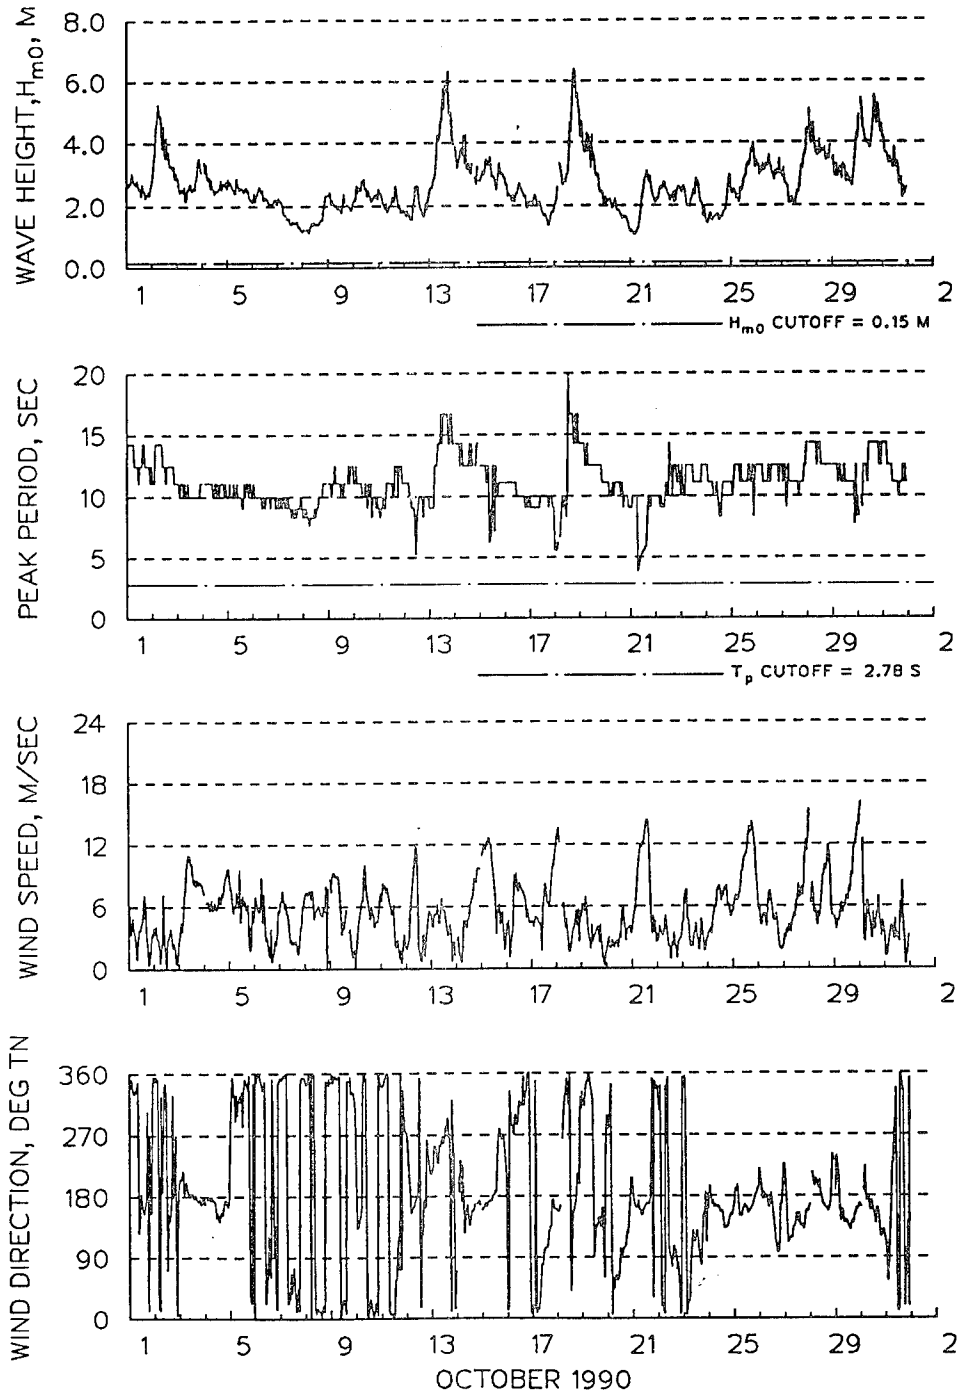 WAVE HEIGHT, Hm0, M
8.0
6.0
4.0
2.0
0.0
1 5 9 13 17 21 25 29 2
Hm0 CUTOFF = 0.15 M
PEAK PERIOD, SEC
20
15
10
5
0
1 5 9 13 17 21 25 29 2
Tp CUTOFF = 2.78 S
WIND SPEED, M/SEC
24
18
12
6
0
1 5 9 13 17 21 25 29 2
WIND DIRECTION, DEG TN
360
270
180
90
0
1 5 9 13 17 21 25 29 2
OCTOBER 1990